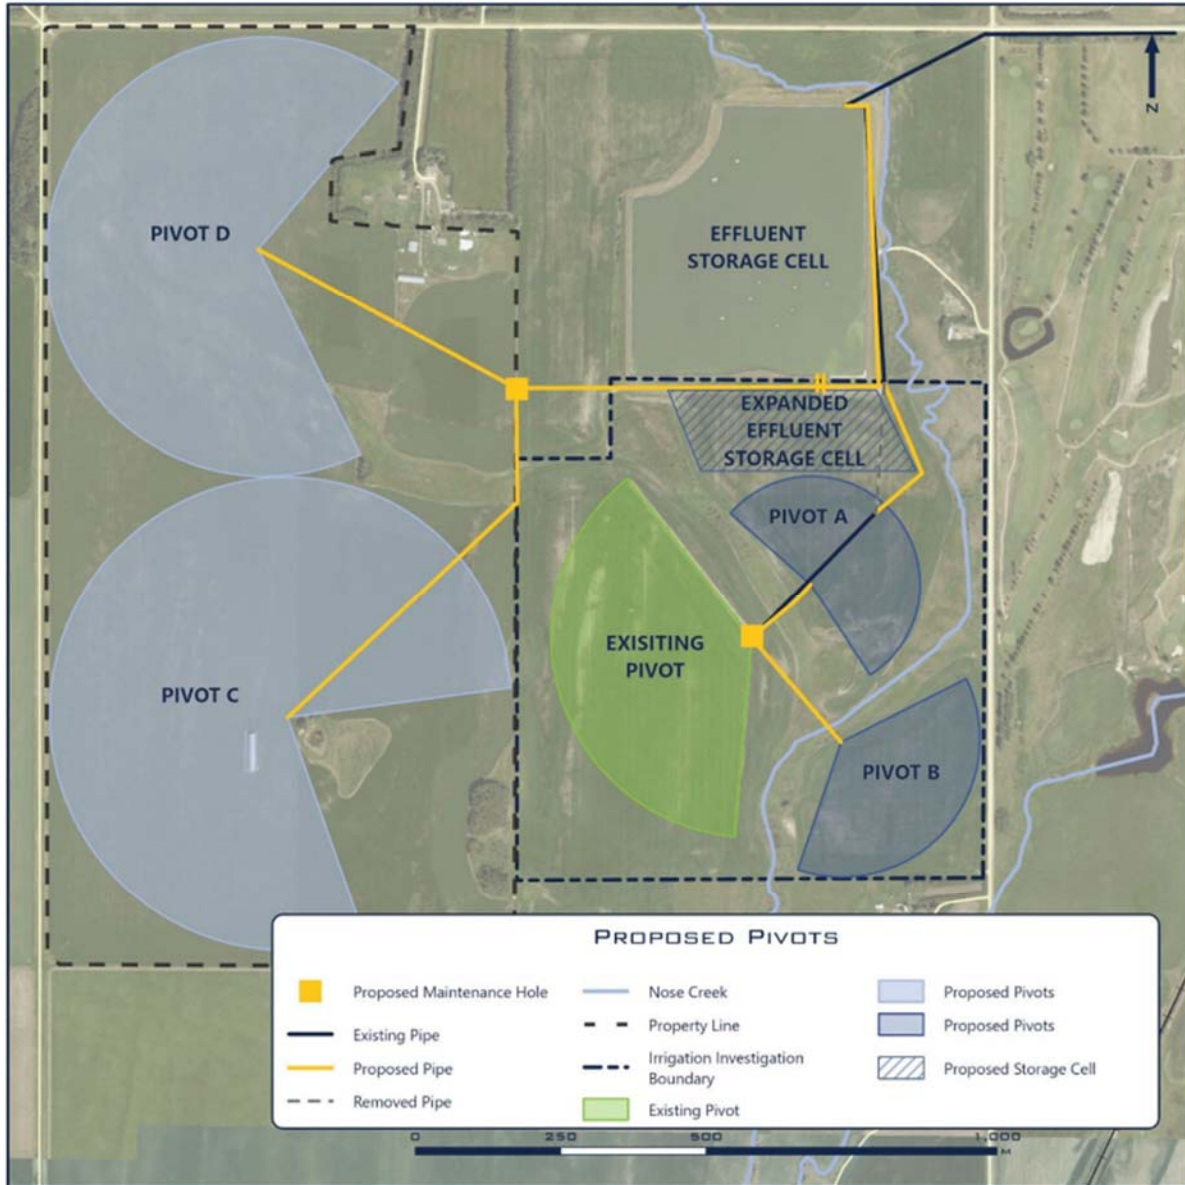 N
PIVOT D
EFFLUENT
STORAGE CELL
EXPANDED
EFFLUENT
STORAGE CELL
PIVOT A
EXISITING
PIVOT
PIVOT C
PIVOT B
PROPOSED PIVOTS
Proposed Maintenance Hole
Existing Pipe
Proposed Pipe
Removed Pipe
Nose Creek
Property Line
Irrigation Investigation
Boundary
Existing Pivot
Proposed Pivots
Proposed Pivots
Proposed Storage Cell
0 250 500 1,000
M